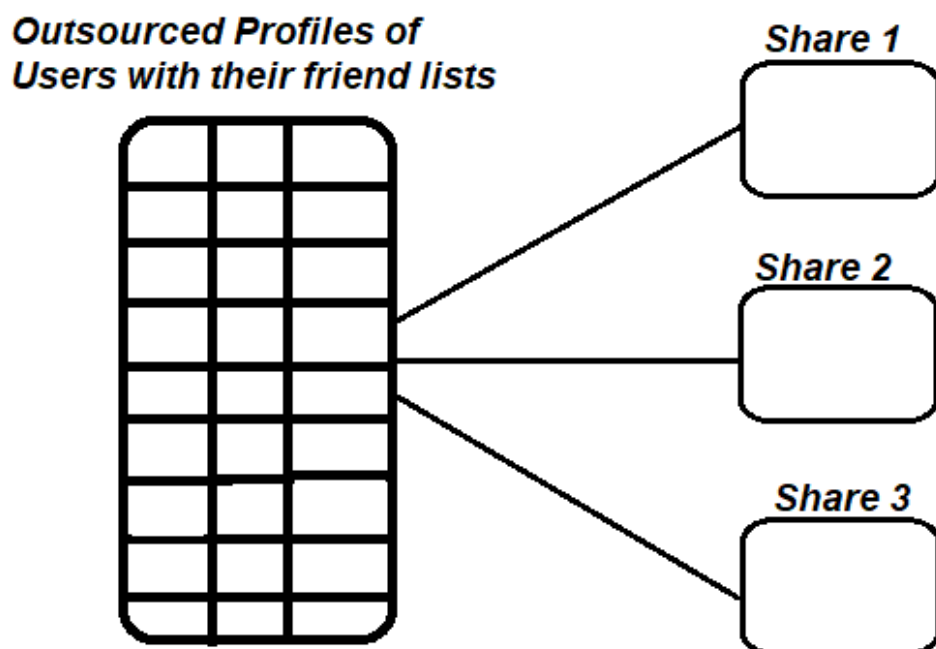 Outsourced Profiles of
Users with their friend lists
Share 1
Share 2
Share 3